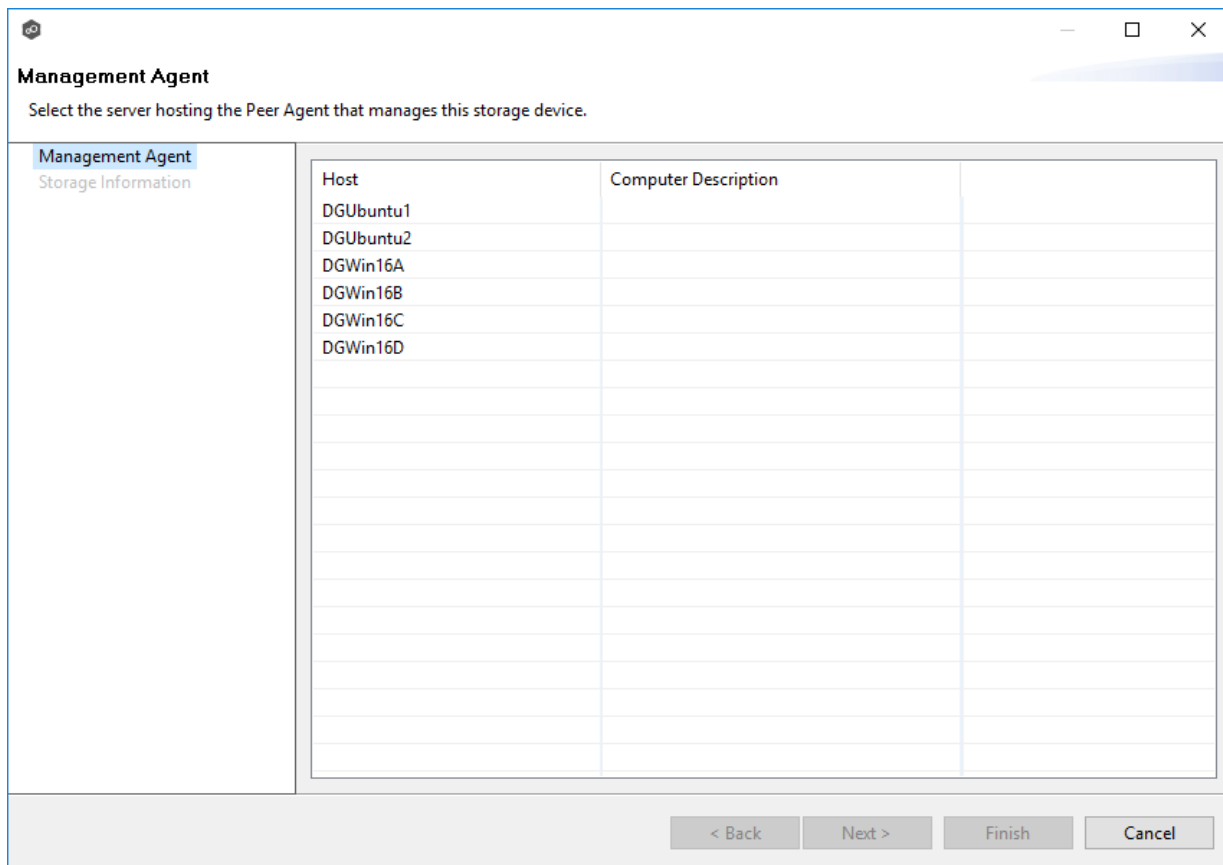 Management Agent
Select the server hosting the Peer Agent that manages this storage device.
Management Agent
Storage Information
Host Computer Description
DGUbuntu1
DGUbuntu2
DGWin16A
DGWin16B
DGWin16C
DGWin16D
< Back Next > Finish Cancel